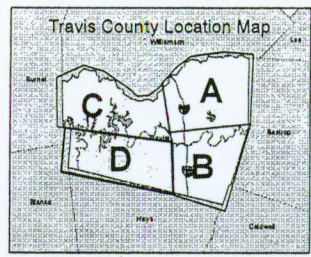 Travis County Location Map
Williamson
Lee
Burnet
A
C
Bastrop
D
B
Blanco
Hays
Caldwell